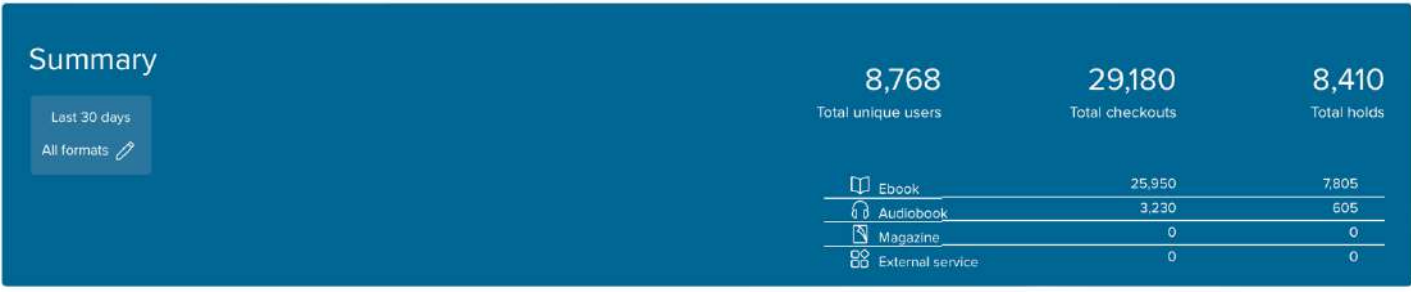 Summary
Last 30 days
All formats
8,768 29,180 8,410
Total unique users Total checkouts Total holds
Ebook 25,950 7,805
Audiobook 3,230 605
Magazine 0 0
External service 0 0